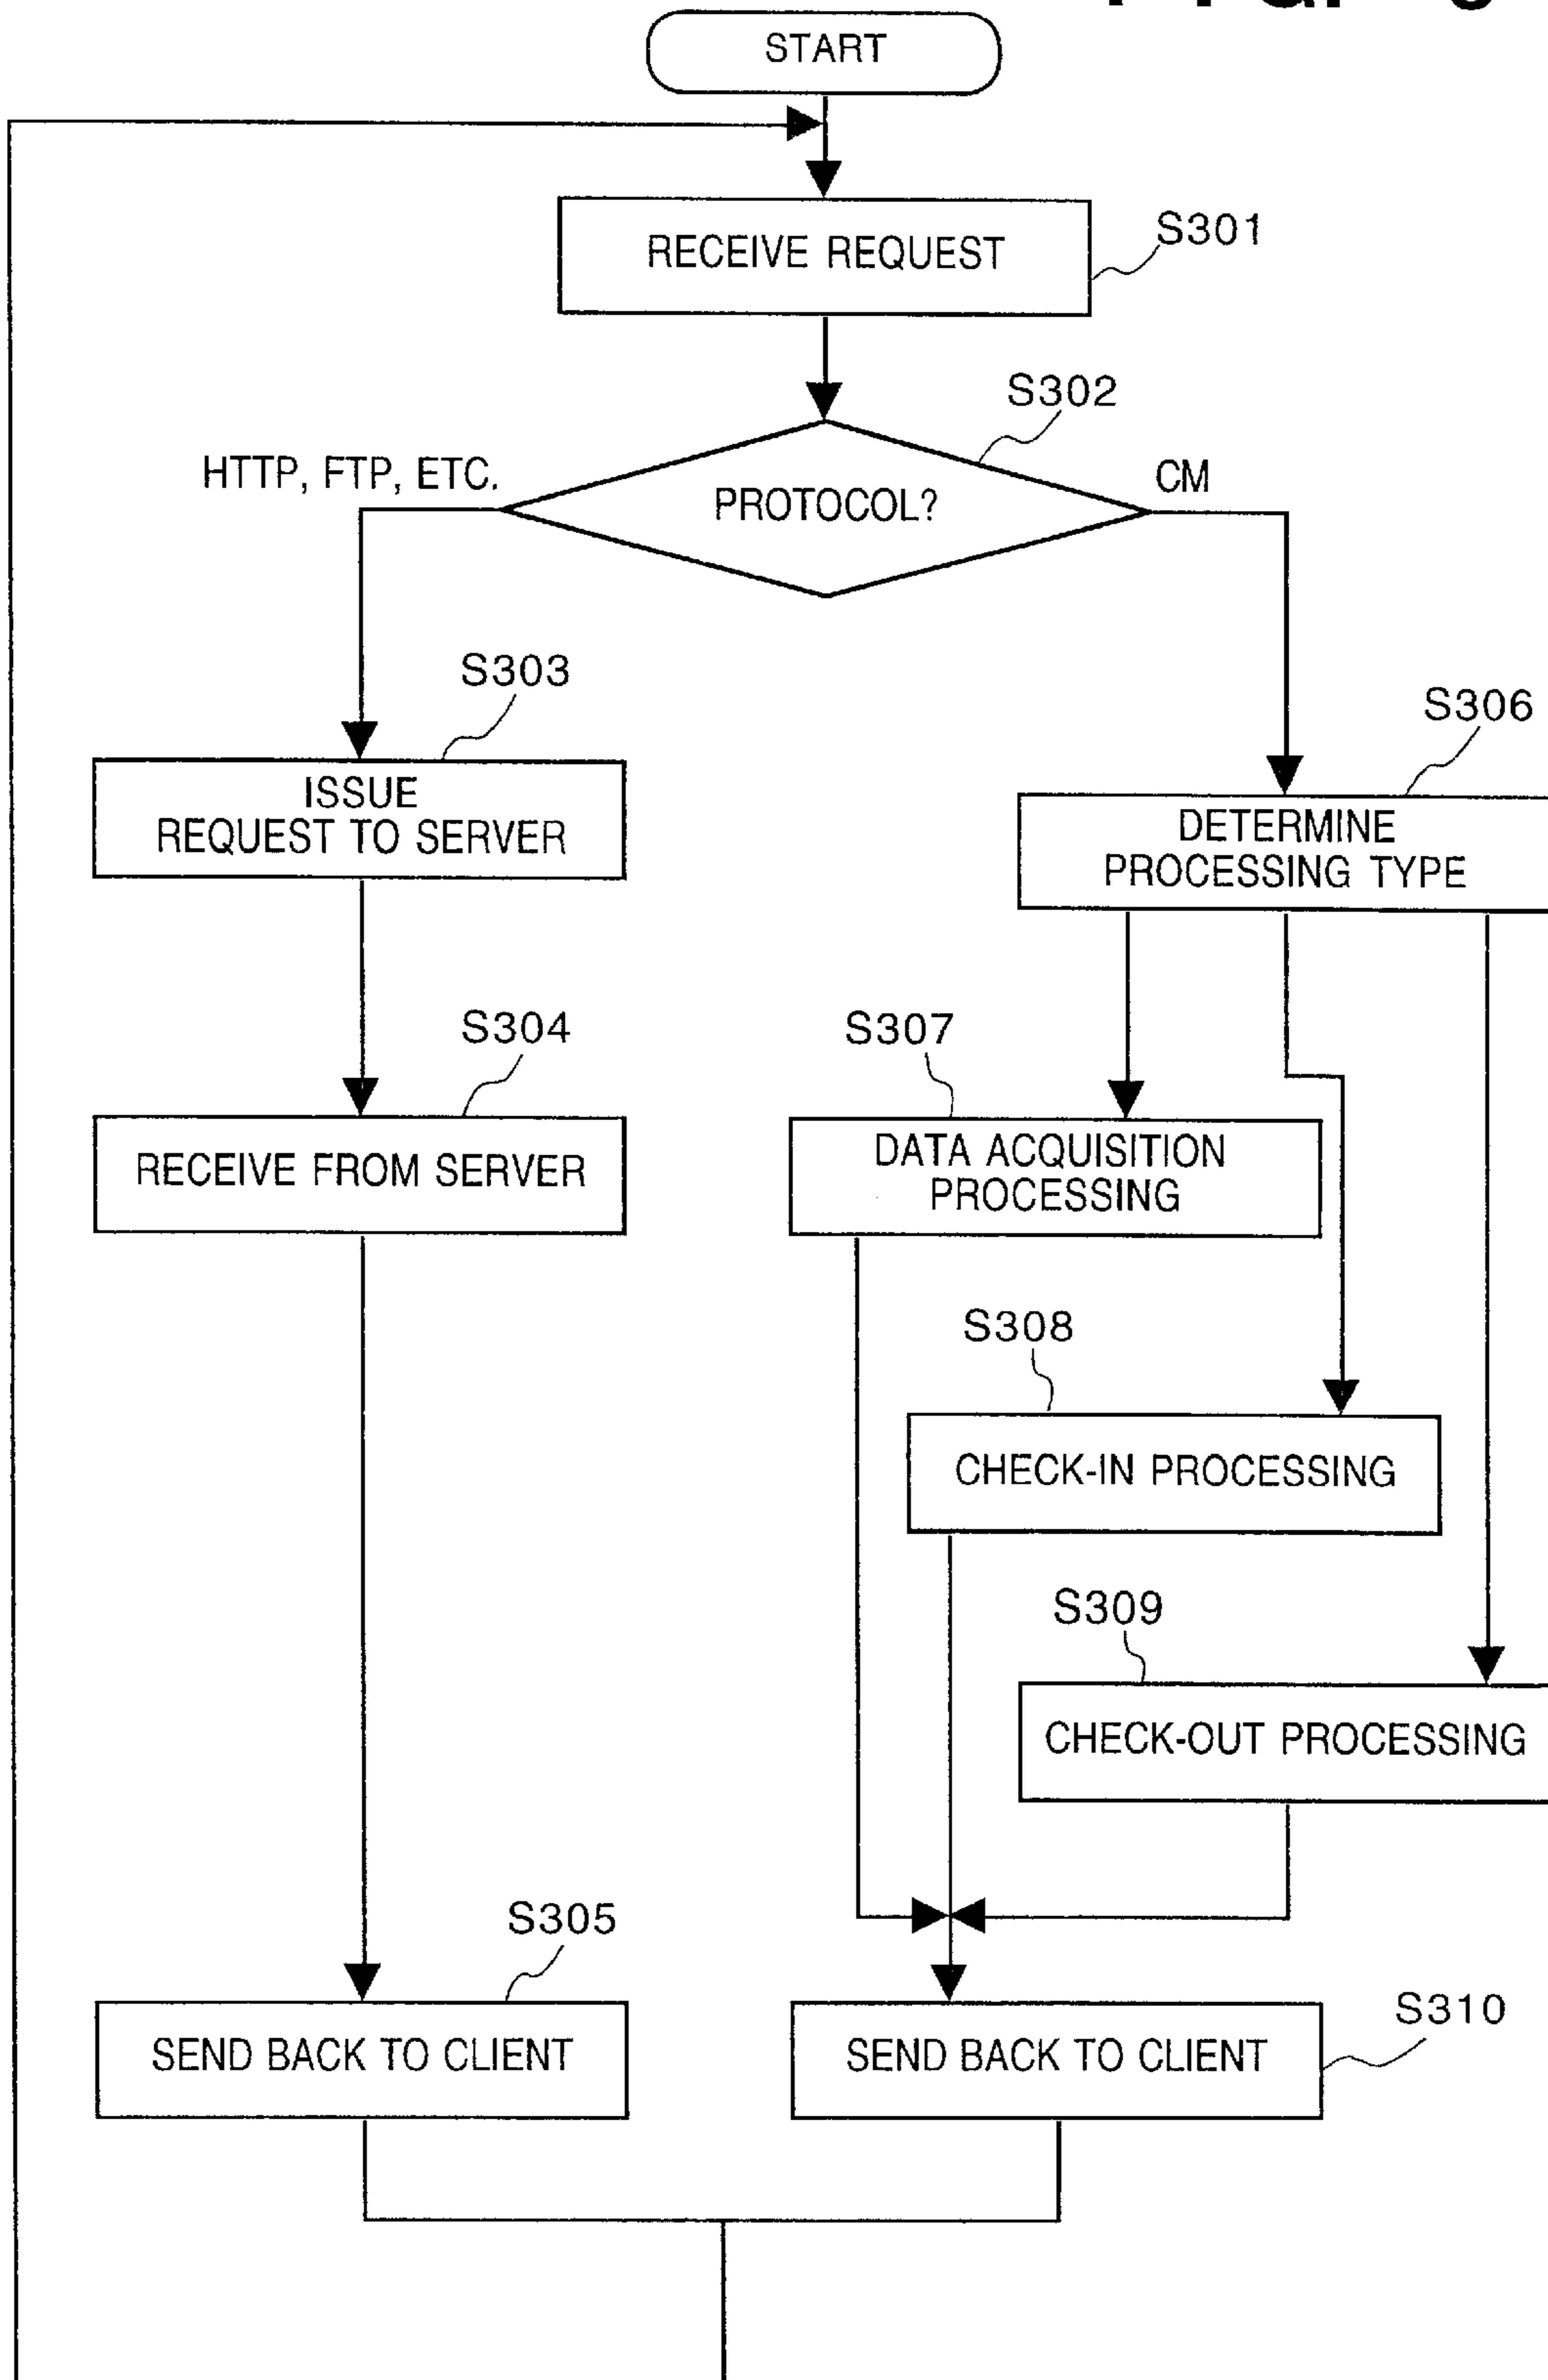 START
RECEIVE REQUEST
S301
S302
HTTP, FTP, ETC.
PROTOCOL?
CM
S303
ISSUE
REQUEST TO SERVER
S306
DETERMINE
PROCESSING TYPE
S304
RECEIVE FROM SERVER
S307
DATA ACQUISITION
PROCESSING
S308
CHECK-IN PROCESSING
S309
CHECK-OUT PROCESSING
S305
SEND BACK TO CLIENT
SEND BACK TO CLIENT
S310